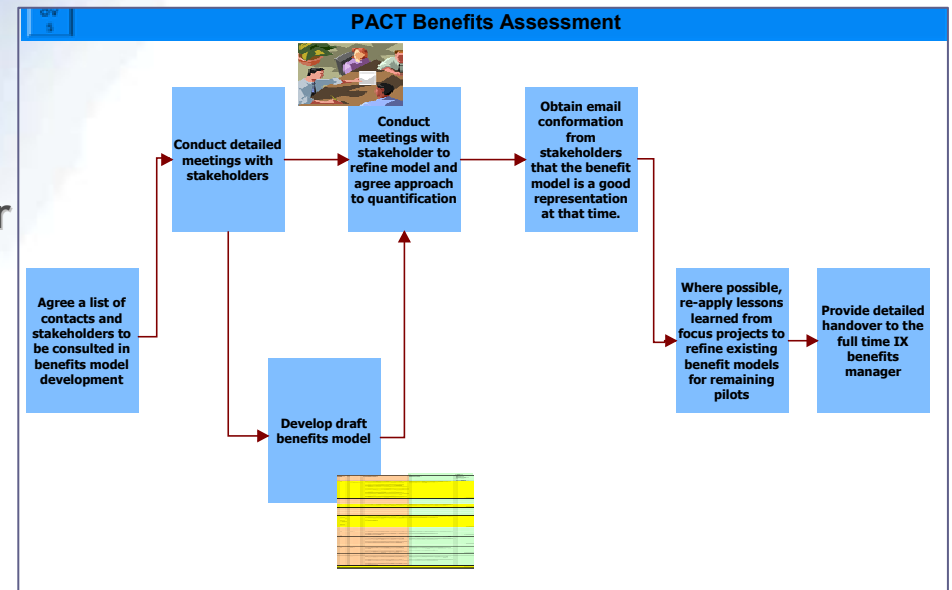 PACT Benefits Assessment
Conduct detailed
meetings with
stakeholders
Conduct
meetings with
stakeholder to
refine model and
agree approach
to quantification
Obtain email
conformation
from
stakeholders
that the benefit
model is a good
representation
at that time.
r
Agree a list of
contacts and
stakeholders to
be consulted in
benefits model
development
Develop draft
benefits model
Where possible,
re-apply lessons
learned from
focus projects to
refine existing
benefit models
for remaining
pilots
Provide detailed
handover to the
full time IX
benefits
manager